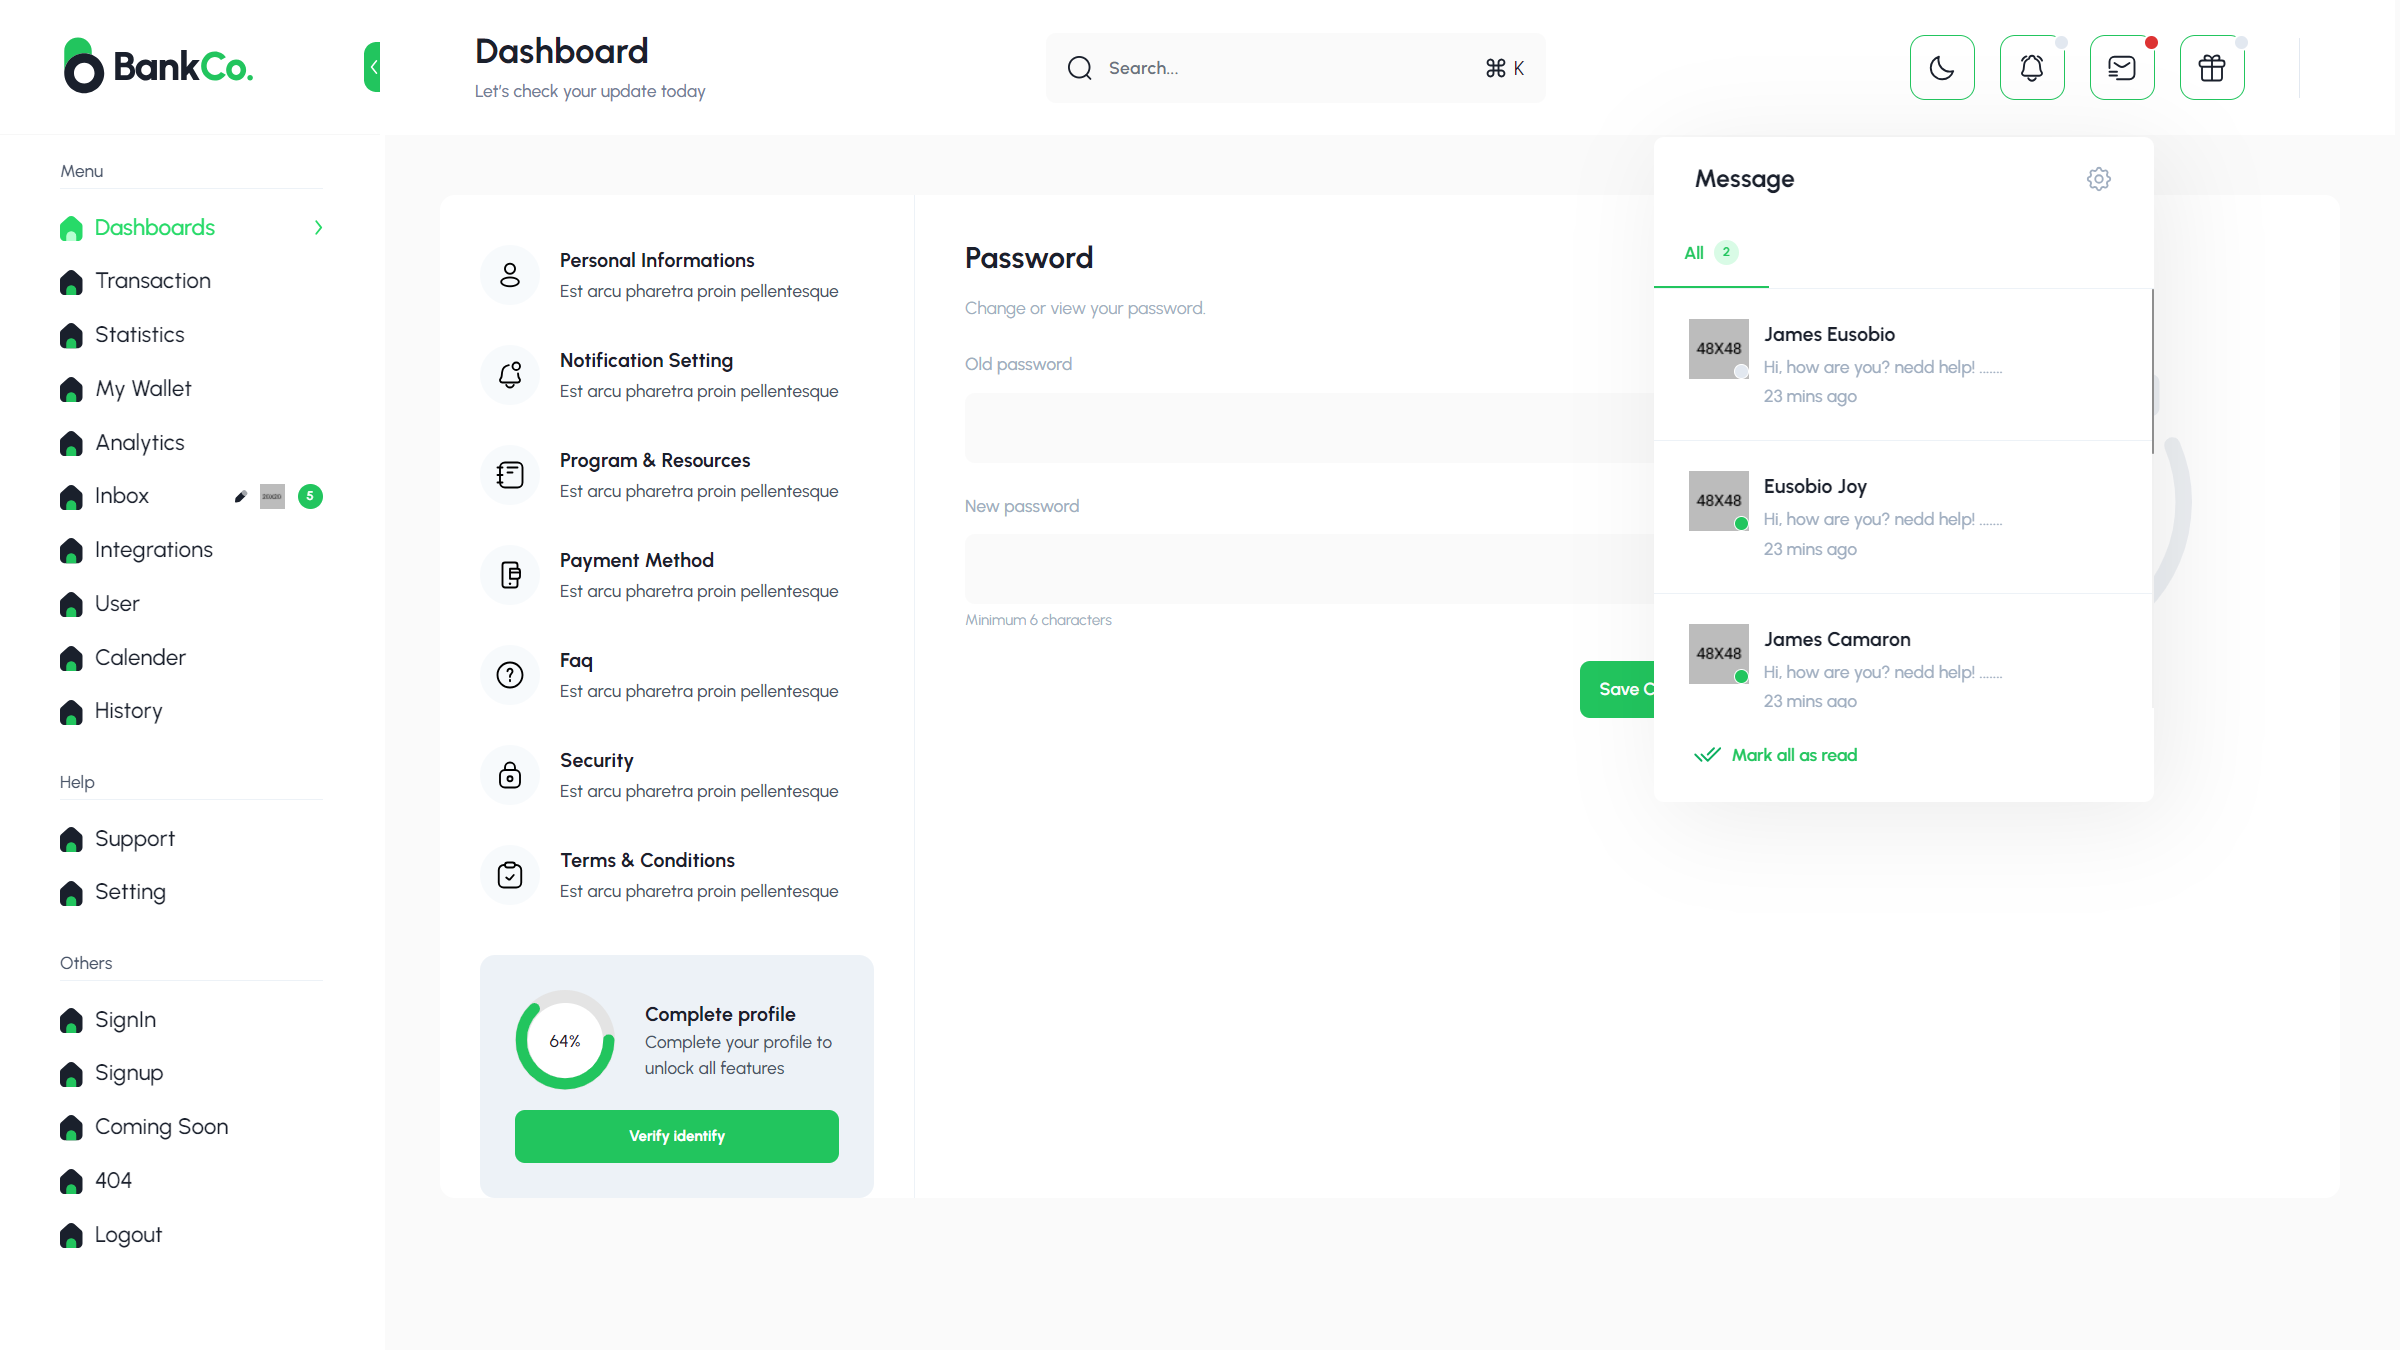 BankCo.
Dashboard
Let's check your update today
Search...
⌘ K
Menu
Dashboards
Transaction
Statistics
My Wallet
Analytics
Inbox
20x20
5
Integrations
User
Calender
History
Help
Support
Setting
Others
SignIn
Signup
Coming Soon
404
Logout
Personal Informations
Est arcu pharetra proin pellentesque
Notification Setting
Est arcu pharetra proin pellentesque
Program & Resources
Est arcu pharetra proin pellentesque
Payment Method
Est arcu pharetra proin pellentesque
Faq
Est arcu pharetra proin pellentesque
Security
Est arcu pharetra proin pellentesque
Terms & Conditions
Est arcu pharetra proin pellentesque
64%
Complete profile
Complete your profile to
unlock all features
Verify identify
Password
Change or view your password.
Old password
New password
Minimum 6 characters
Save
Message
All 2
48X48
James Eusobio
Hi, how are you? nedd help! .......
23 mins ago
48X48
Eusobio Joy
Hi, how are you? nedd help! .......
23 mins ago
48X48
James Camaron
Hi, how are you? nedd help! .......
23 mins ago
Mark all as read